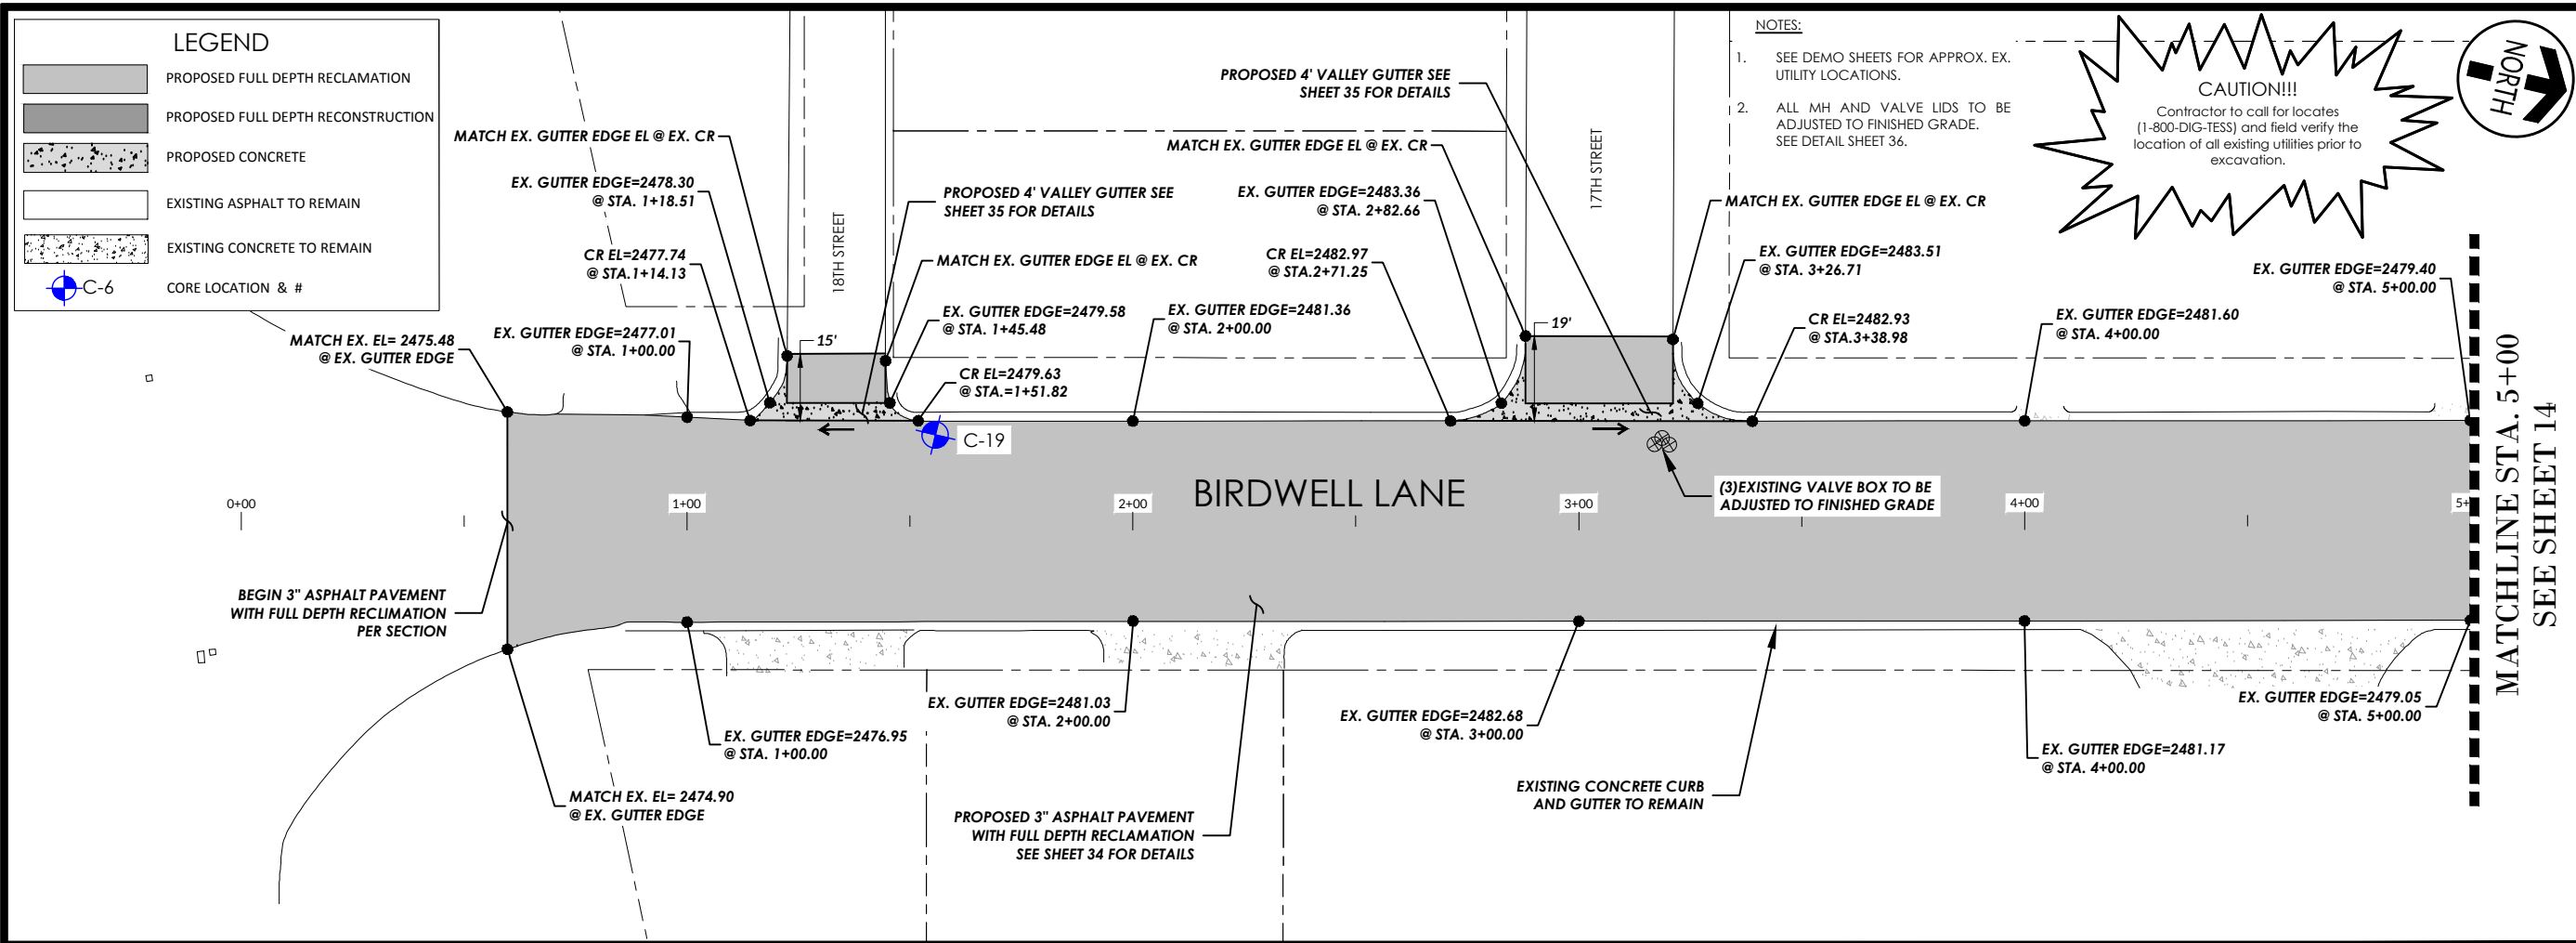 LEGEND
PROPOSED FULL DEPTH RECLAMATION
PROPOSED FULL DEPTH RECONSTRUCTION
PROPOSED CONCRETE
EXISTING ASPHALT TO REMAIN
EXISTING CONCRETE TO REMAIN
C-6
CORE LOCATION & #
NOTES:
1. SEE DEMO SHEETS FOR APPROX. EX.
UTILITY LOCATIONS.
2. ALL MH AND VALVE LIDS TO BE
ADJUSTED TO FINISHED GRADE.
SEE DETAIL SHEET 36.
CAUTION!!!
Contractor to call for locates
(1-800-DIG-TESS) and field verify the
location of all existing utilities prior to
excavation.
NORTH
MATCH EX. GUTTER EDGE EL @ EX. CR
EX. GUTTER EDGE=2478.30
@ STA. 1+18.51
CR EL=2477.74
@ STA.1+14.13
MATCH EX. EL= 2475.48
@ EX. GUTTER EDGE
EX. GUTTER EDGE=2477.01
@ STA. 1+00.00
18TH STREET
15'
PROPOSED 4' VALLEY GUTTER SEE
SHEET 35 FOR DETAILS
MATCH EX. GUTTER EDGE EL @ EX. CR
EX. GUTTER EDGE=2479.58
@ STA. 1+45.48
CR EL=2479.63
@ STA.=1+51.82
C-19
PROPOSED 4' VALLEY GUTTER SEE
SHEET 35 FOR DETAILS
MATCH EX. GUTTER EDGE EL @ EX. CR
EX. GUTTER EDGE=2483.36
@ STA. 2+82.66
CR EL=2482.97
@ STA.2+71.25
EX. GUTTER EDGE=2481.36
@ STA. 2+00.00
17TH STREET
19'
MATCH EX. GUTTER EDGE EL @ EX. CR
EX. GUTTER EDGE=2483.51
@ STA. 3+26.71
CR EL=2482.93
@ STA.3+38.98
EX. GUTTER EDGE=2481.60
@ STA. 4+00.00
EX. GUTTER EDGE=2479.40
@ STA. 5+00.00
BIRDWELL LANE
0+00
1+00
2+00
3+00
4+00
5+
(3)EXISTING VALVE BOX TO BE
ADJUSTED TO FINISHED GRADE
MATCHLINE STA. 5+00
SEE SHEET 14
BEGIN 3" ASPHALT PAVEMENT
WITH FULL DEPTH RECLIMATION
PER SECTION
MATCH EX. EL= 2474.90
@ EX. GUTTER EDGE
EX. GUTTER EDGE=2476.95
@ STA. 1+00.00
EX. GUTTER EDGE=2481.03
@ STA. 2+00.00
PROPOSED 3" ASPHALT PAVEMENT
WITH FULL DEPTH RECLAMATION
SEE SHEET 34 FOR DETAILS
EX. GUTTER EDGE=2482.68
@ STA. 3+00.00
EXISTING CONCRETE CURB
AND GUTTER TO REMAIN
EX. GUTTER EDGE=2481.17
@ STA. 4+00.00
EX. GUTTER EDGE=2479.05
@ STA. 5+00.00